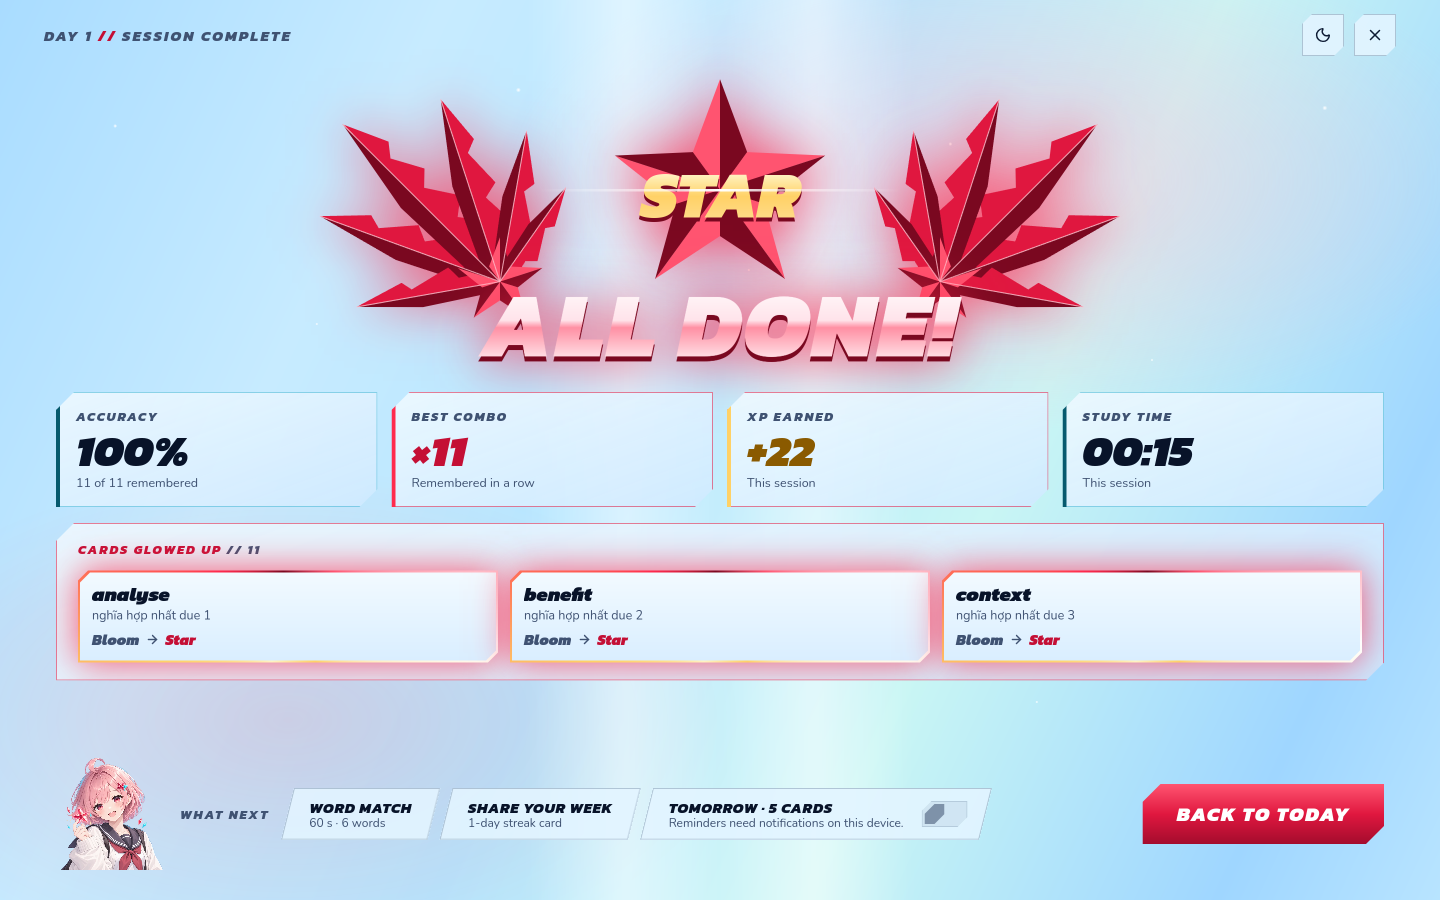 DAY 1 // SESSION COMPLETE
STAR
ALL DONE!
ACCURACY
100%
11 of 11 remembered
BEST COMBO
×11
Remembered in a row
XP EARNED
+22
This session
STUDY TIME
00:15
This session
CARDS GLOWED UP // 11
analyse
nghĩa hợp nhất due 1
Bloom → Star
benefit
nghĩa hợp nhất due 2
Bloom → Star
context
nghĩa hợp nhất due 3
Bloom → Star
WHAT NEXT
WORD MATCH
60 s · 6 words
SHARE YOUR WEEK
1-day streak card
TOMORROW · 5 CARDS
Reminders need notifications on this device.
BACK TO TODAY